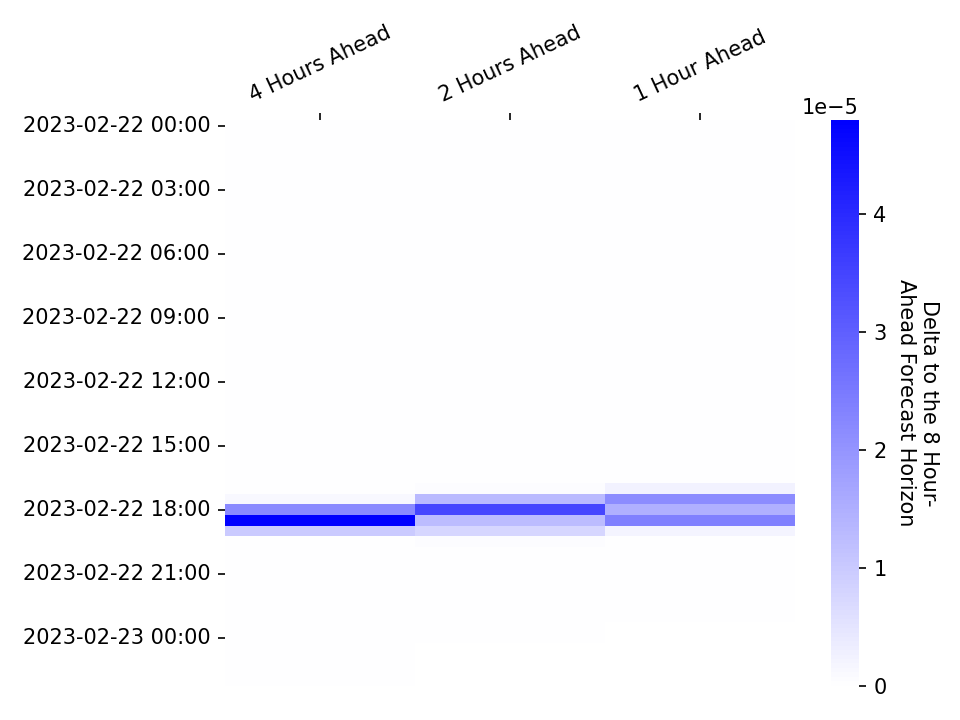 4 Hours Ahead
2 Hours Ahead
1 Hour Ahead
1e−5
2023-02-22 00:00
2023-02-22 03:00
2023-02-22 06:00
2023-02-22 09:00
2023-02-22 12:00
2023-02-22 15:00
2023-02-22 18:00
2023-02-22 21:00
2023-02-23 00:00
4
3
2
1
0
Delta to the 8 Hour-
Ahead Forecast Horizon